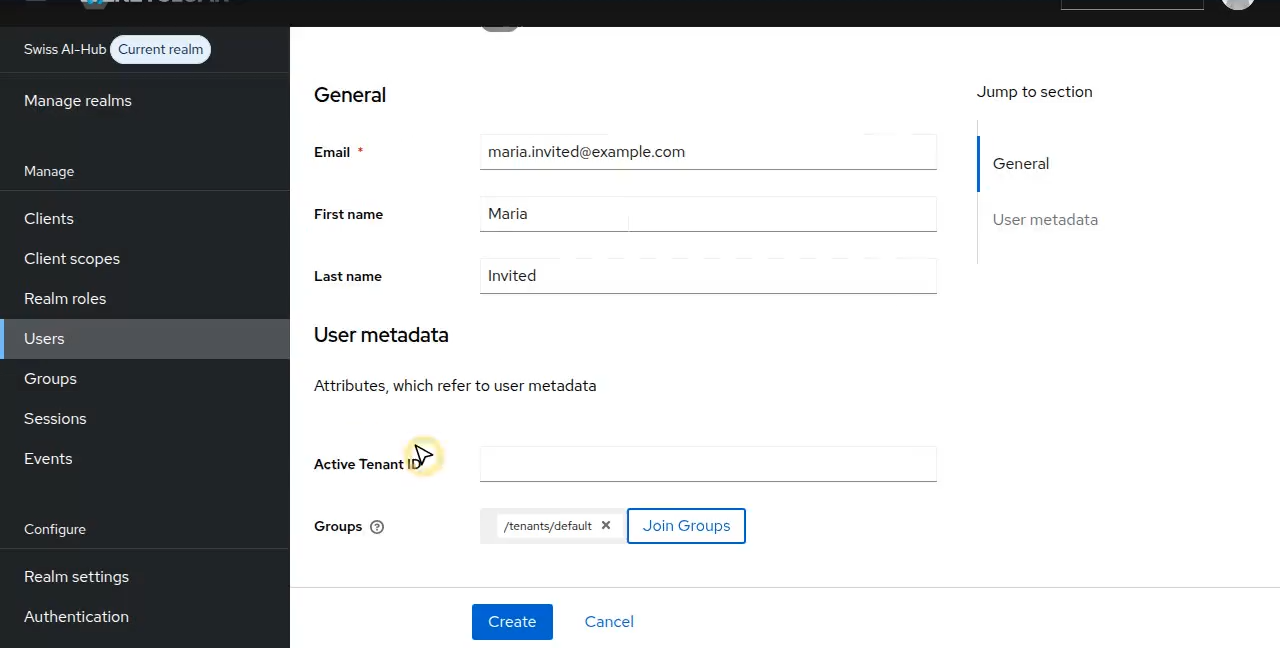 Swiss AI-Hub Current realm
Manage realms
Manage
Clients
Client scopes
Realm roles
Users
Groups
Sessions
Events
Configure
Realm settings
Authentication
General
Email *
maria.invited@example.com
First name
Maria
Last name
Invited
User metadata
Attributes, which refer to user metadata
Active Tenant ID
Groups
/tenants/default
Join Groups
Create
Cancel
Jump to section
General
User metadata